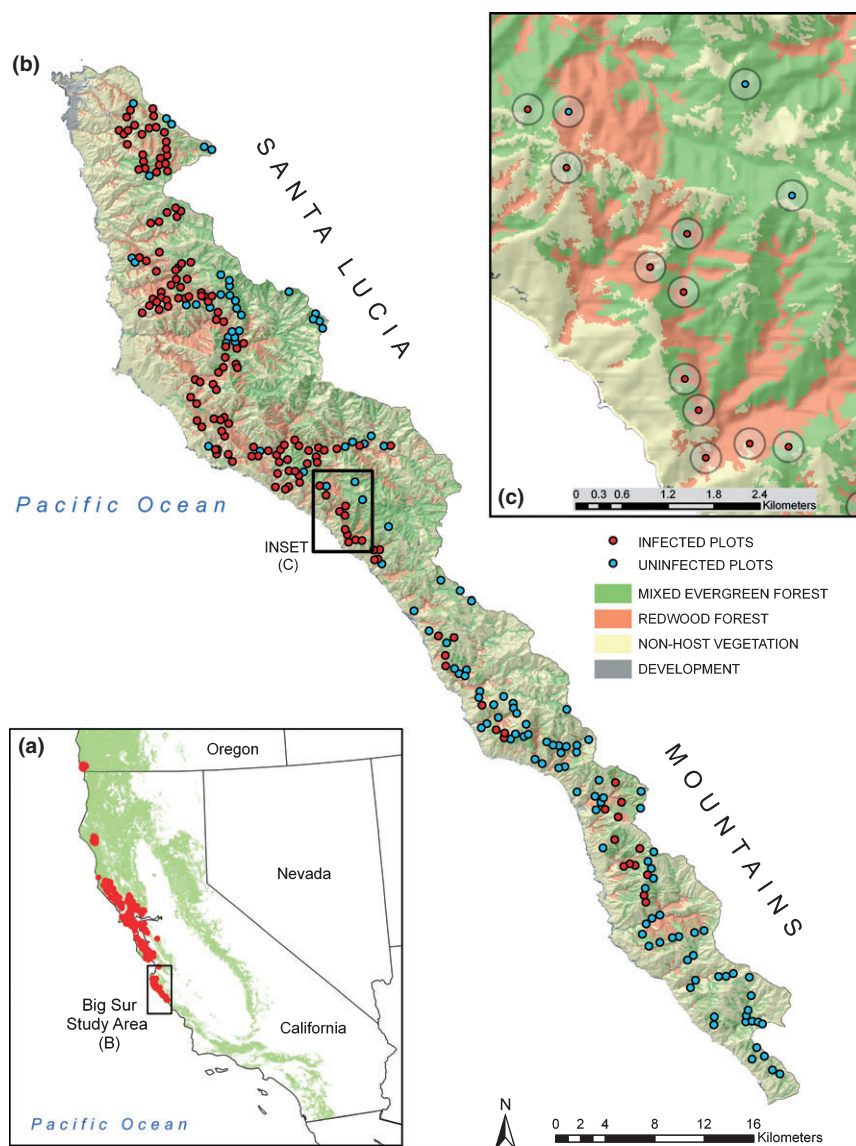 (b)
SANTA LUCIA
Pacific Ocean
INSET
(C)
(c)
0 0.3 0.6 1.2 1.8 2.4
Kilometers
INFECTED PLOTS
UNINFECTED PLOTS
MIXED EVERGREEN FOREST
REDWOOD FOREST
NON-HOST VEGETATION
DEVELOPMENT
MOUNTAINS
(a)
Oregon
Nevada
Big Sur
Study Area
(B)
California
Pacific Ocean
N
0 2 4 8 12 16
Kilometers